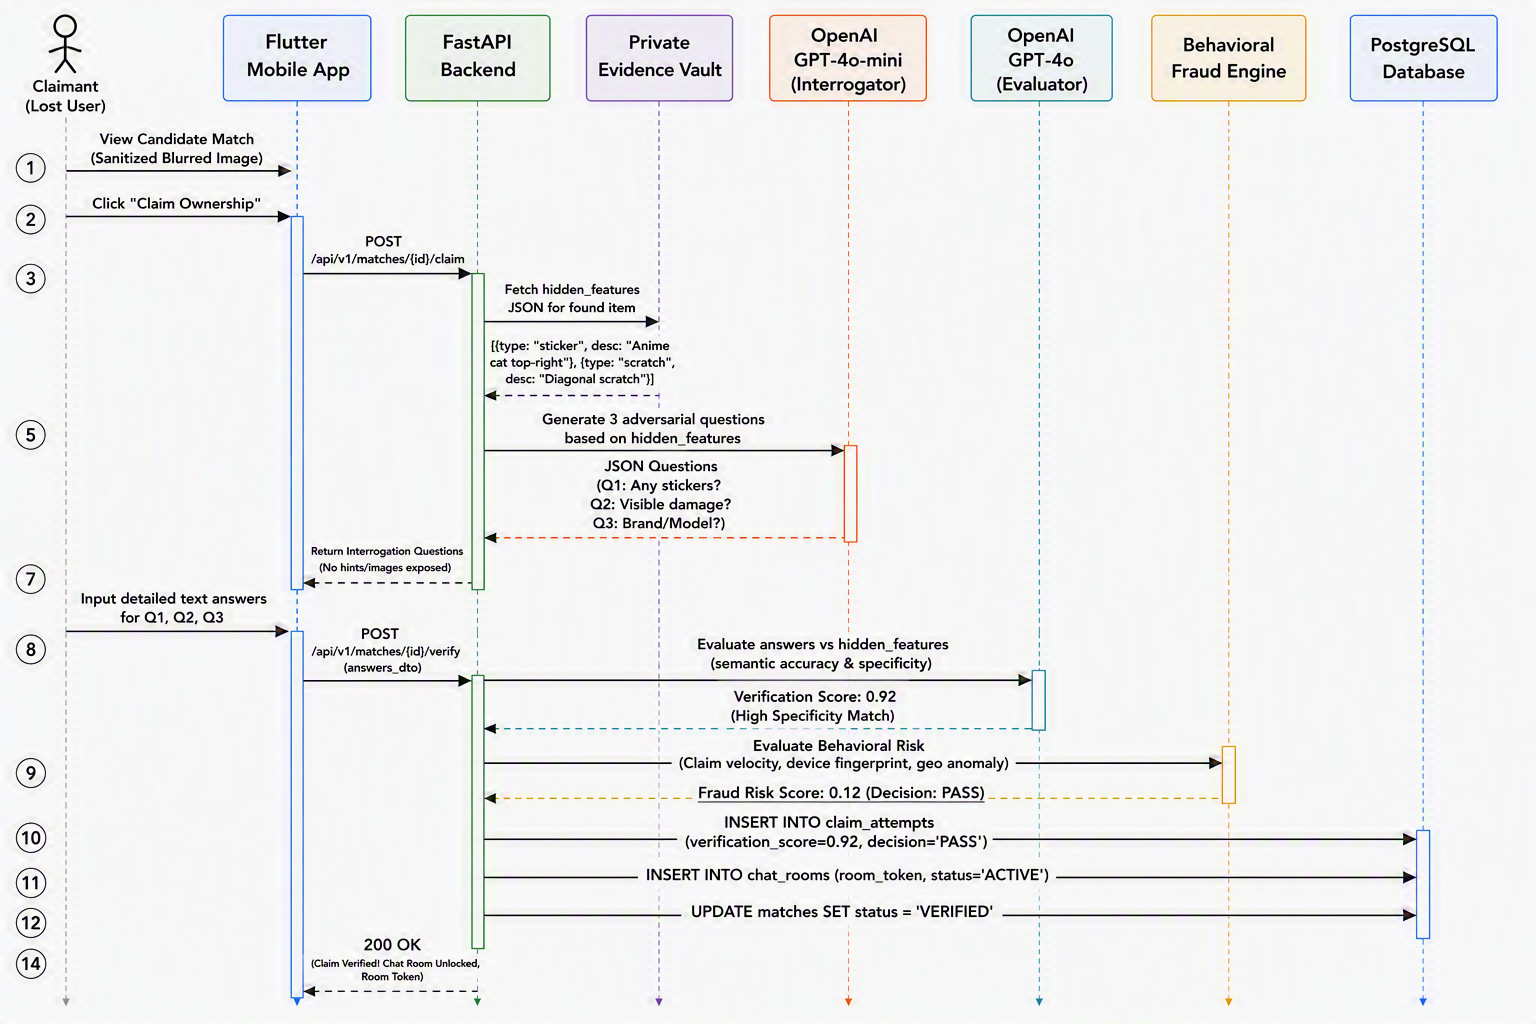 Claimant
(Lost User)
Flutter
Mobile App
FastAPI
Backend
Private
Evidence Vault
OpenAI
GPT-4o-mini
(Interrogator)
OpenAI
GPT-4o
(Evaluator)
Behavioral
Fraud Engine
PostgreSQL
Database
1
View Candidate Match
(Sanitized Blurred Image)
2
Click "Claim Ownership"
3
POST
/api/v1/matches/{id}/claim
Fetch hidden_features
JSON for found item
[{type: "sticker", desc: "Anime
cat top-right"}, {type: "scratch",
desc: "Diagonal scratch"}]
5
Generate 3 adversarial questions
based on hidden_features
JSON Questions
(Q1: Any stickers?
Q2: Visible damage?
Q3: Brand/Model?)
7
Return Interrogation Questions
(No hints/images exposed)
Input detailed text answers
for Q1, Q2, Q3
8
POST
/api/v1/matches/{id}/verify
(answers_dto)
Evaluate answers vs hidden_features
(semantic accuracy & specificity)
Verification Score: 0.92
(High Specificity Match)
9
Evaluate Behavioral Risk
(Claim velocity, device fingerprint, geo anomaly)
Fraud Risk Score: 0.12 (Decision: PASS)
10
INSERT INTO claim_attempts
(verification_score=0.92, decision='PASS')
11
INSERT INTO chat_rooms (room_token, status='ACTIVE')
12
UPDATE matches SET status = 'VERIFIED'
14
200 OK
(Claim Verified! Chat Room Unlocked,
Room Token)